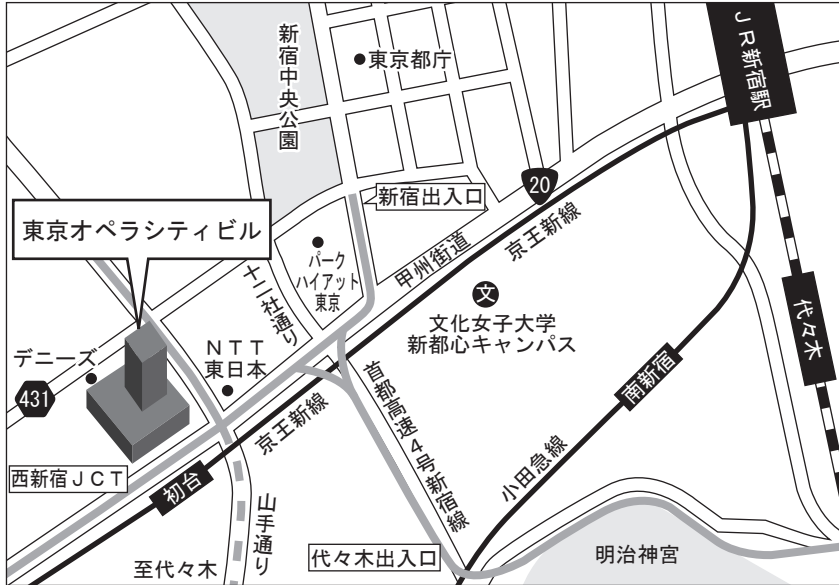 JR新宿駅
新宿中央公園
東京都庁
20
新宿出入口
東京オペラシティビル
パーク
ハイアット
東京
甲州街道
京王新線
十二社通り
文
文化女子大学
新都心キャンパス
代々木
デニーズ
NTT
東日本
431
南新宿
首都高速4号新宿線
京王新線
小田急線
西新宿JCT
初台
山手通り
至代々木
代々木出入口
明治神宮